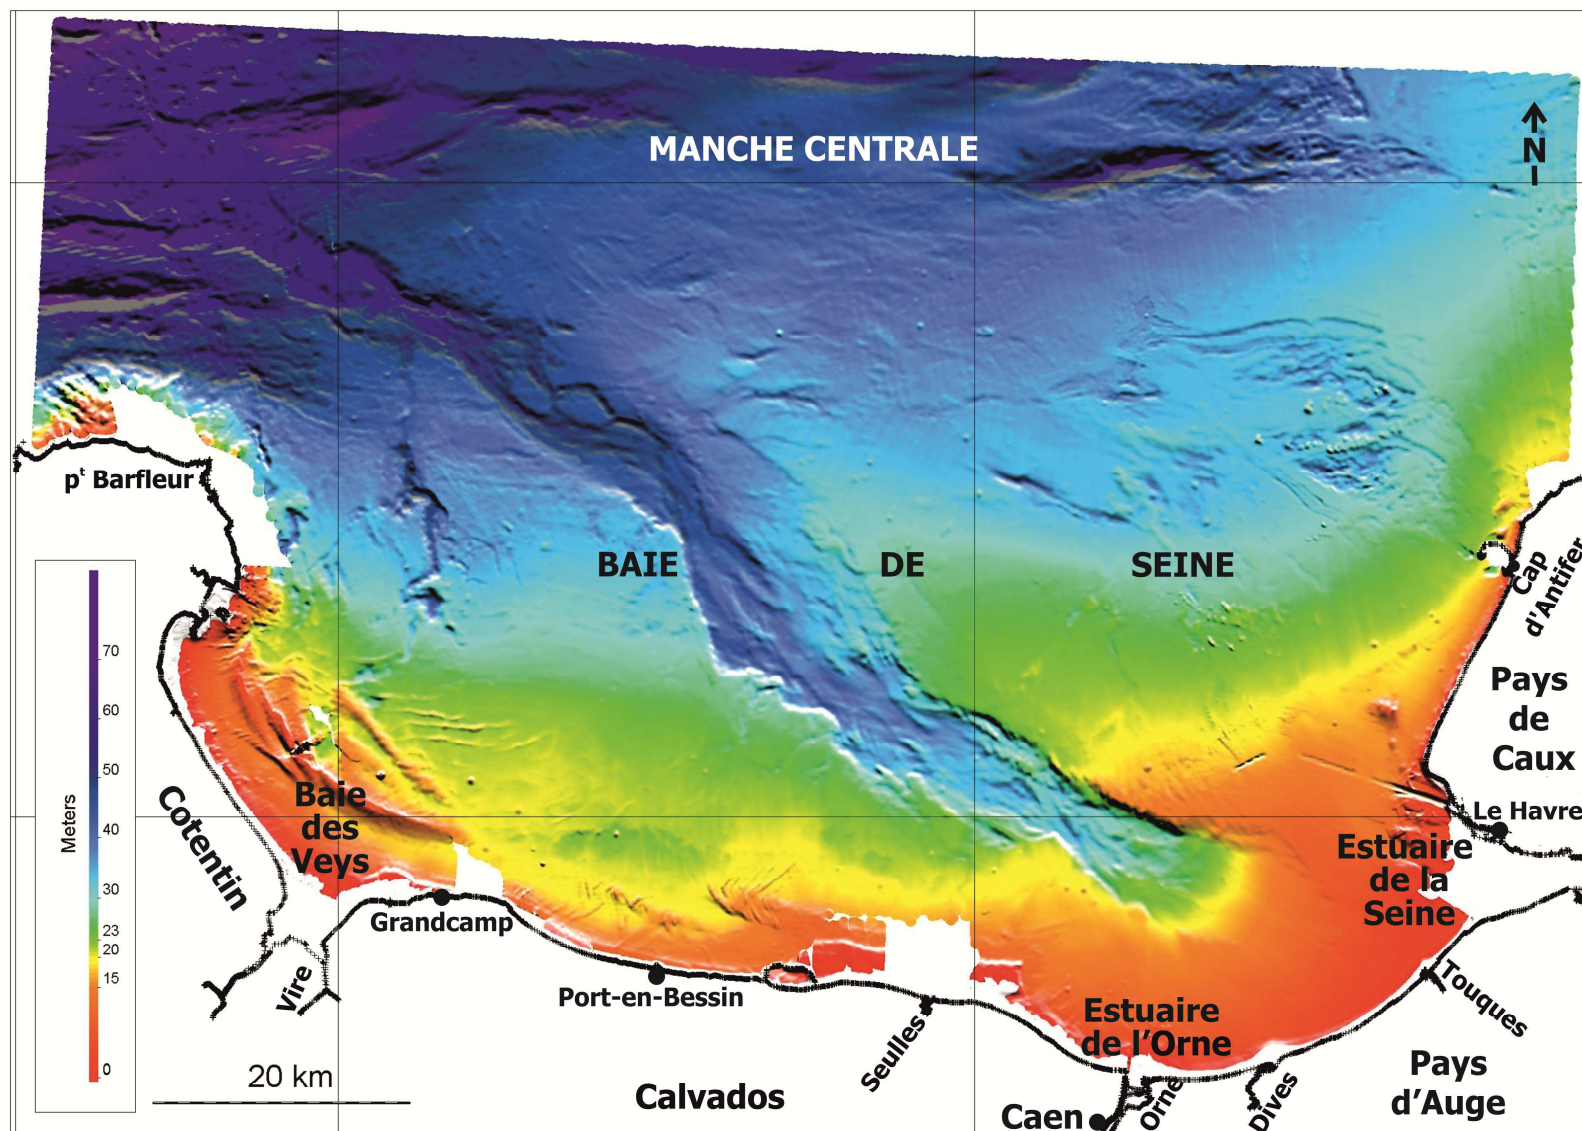 MANCHE CENTRALE
N
pt Barfleur
BAIE DE SEINE
Cap
d'Antifer
Pays
de
Caux
Meters
70
60
50
40
30
23
20
15
0
20 km
Cotentin
Baie
des
Veys
Le Havre
Estuaire
de la
Seine
Grandcamp
Vire
Port-en-Bessin
Seulles
Estuaire
de l'Orne
Touques
Calvados
Caen
Orne
Dives
Pays
d'Auge